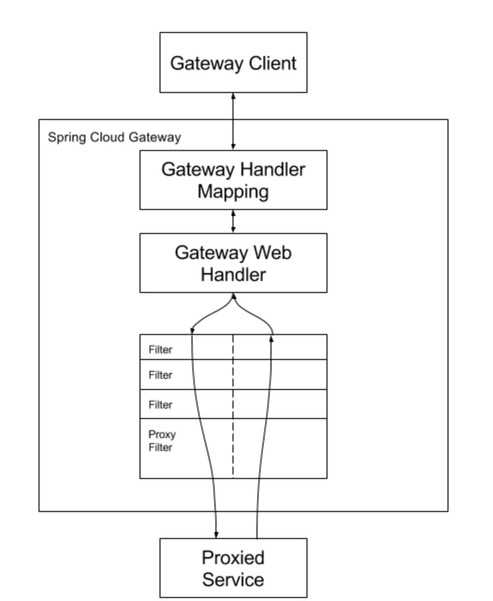 Gateway Client
Spring Cloud Gateway
Gateway Handler
Mapping
Gateway Web
Handler
Filter
Filter
Filter
Proxy
Filter
Proxied
Service